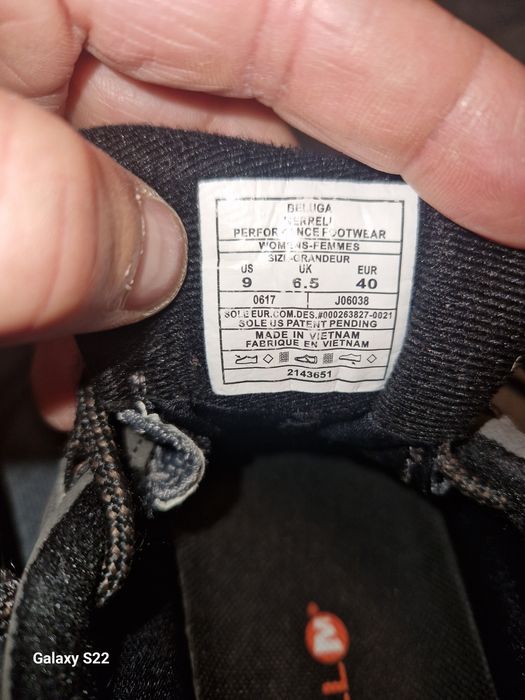 BELUGA
MERRELL
PERFORMANCE FOOTWEAR
WOMENS-FEMMES
SIZE-GRANDEUR
US UK EUR
9 6.5 40
0617 J06038
SOLE EUR.COM.DES.#000263827-0021
SOLE US PATENT PENDING
MADE IN VIETNAM
FABRIQUE EN VIETNAM
2143651
Galaxy S22